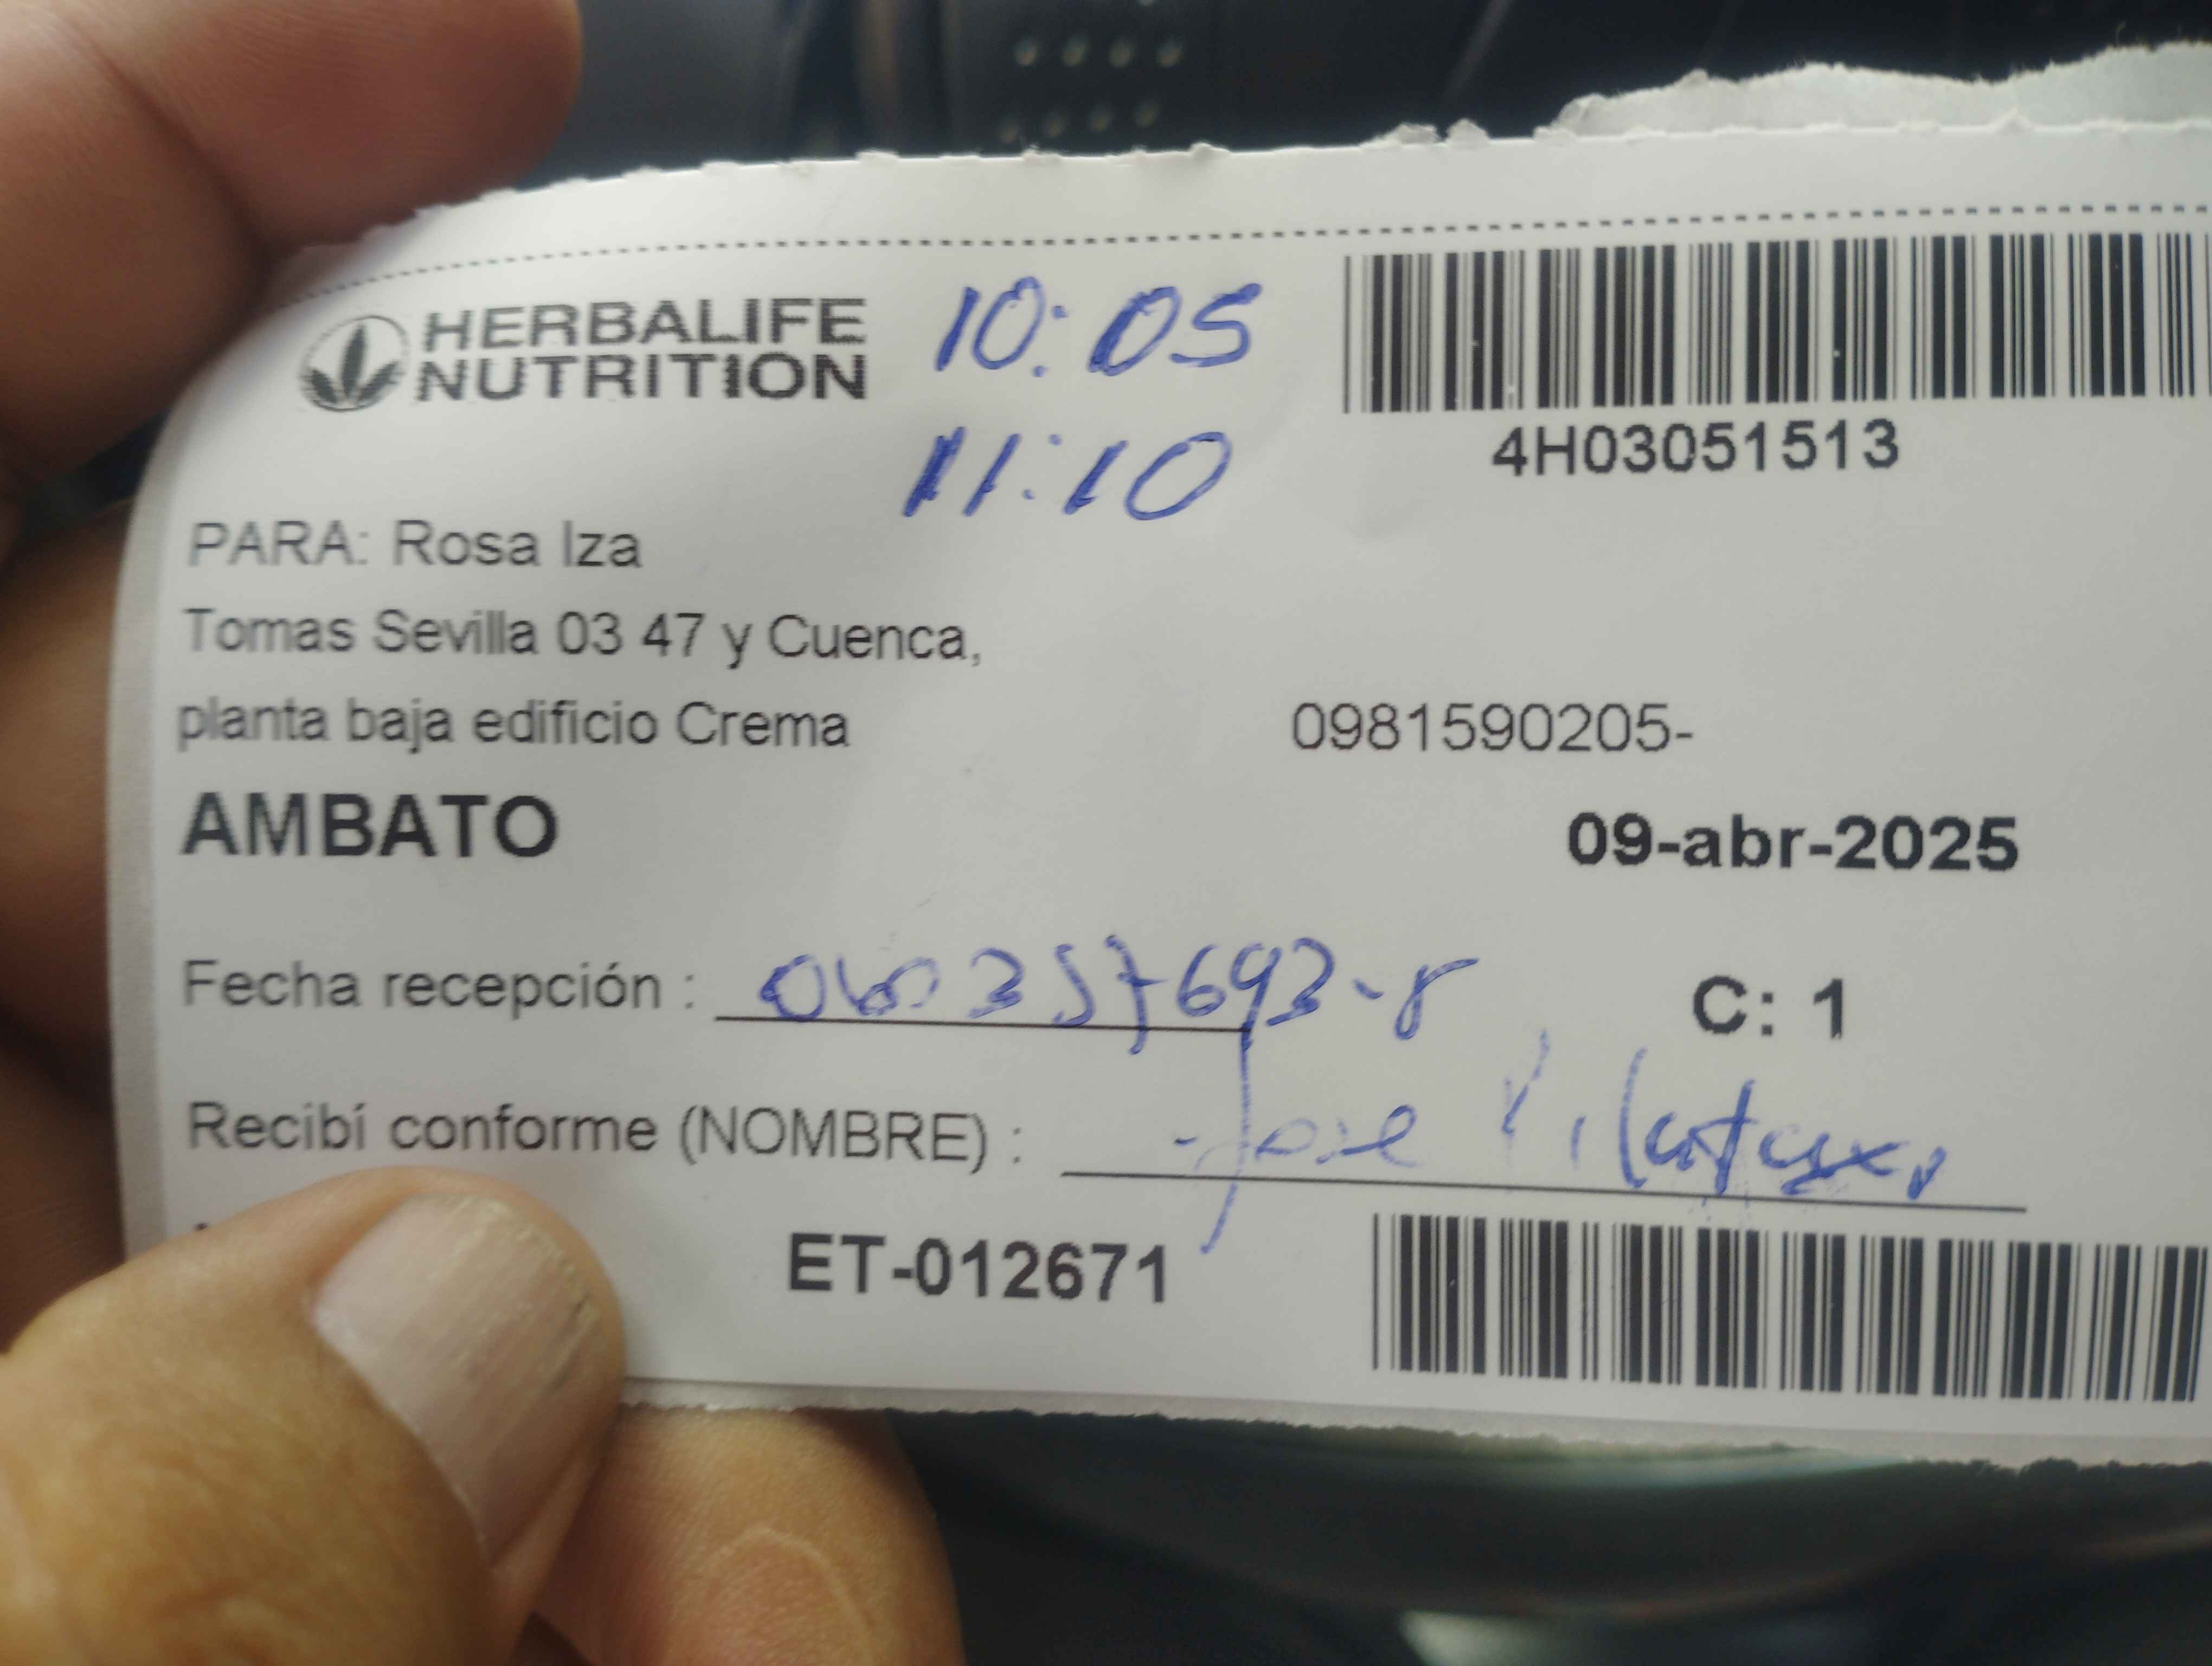 HERBALIFE
NUTRITION
10:05
11:10
4H03051513
PARA: Rosa Iza
Tomas Sevilla 03 47 y Cuenca,
planta baja edificio Crema
0981590205-
AMBATO
09-abr-2025
Fecha recepción : 060357693-8
C: 1
Recibí conforme (NOMBRE) : Jose
ET-012671